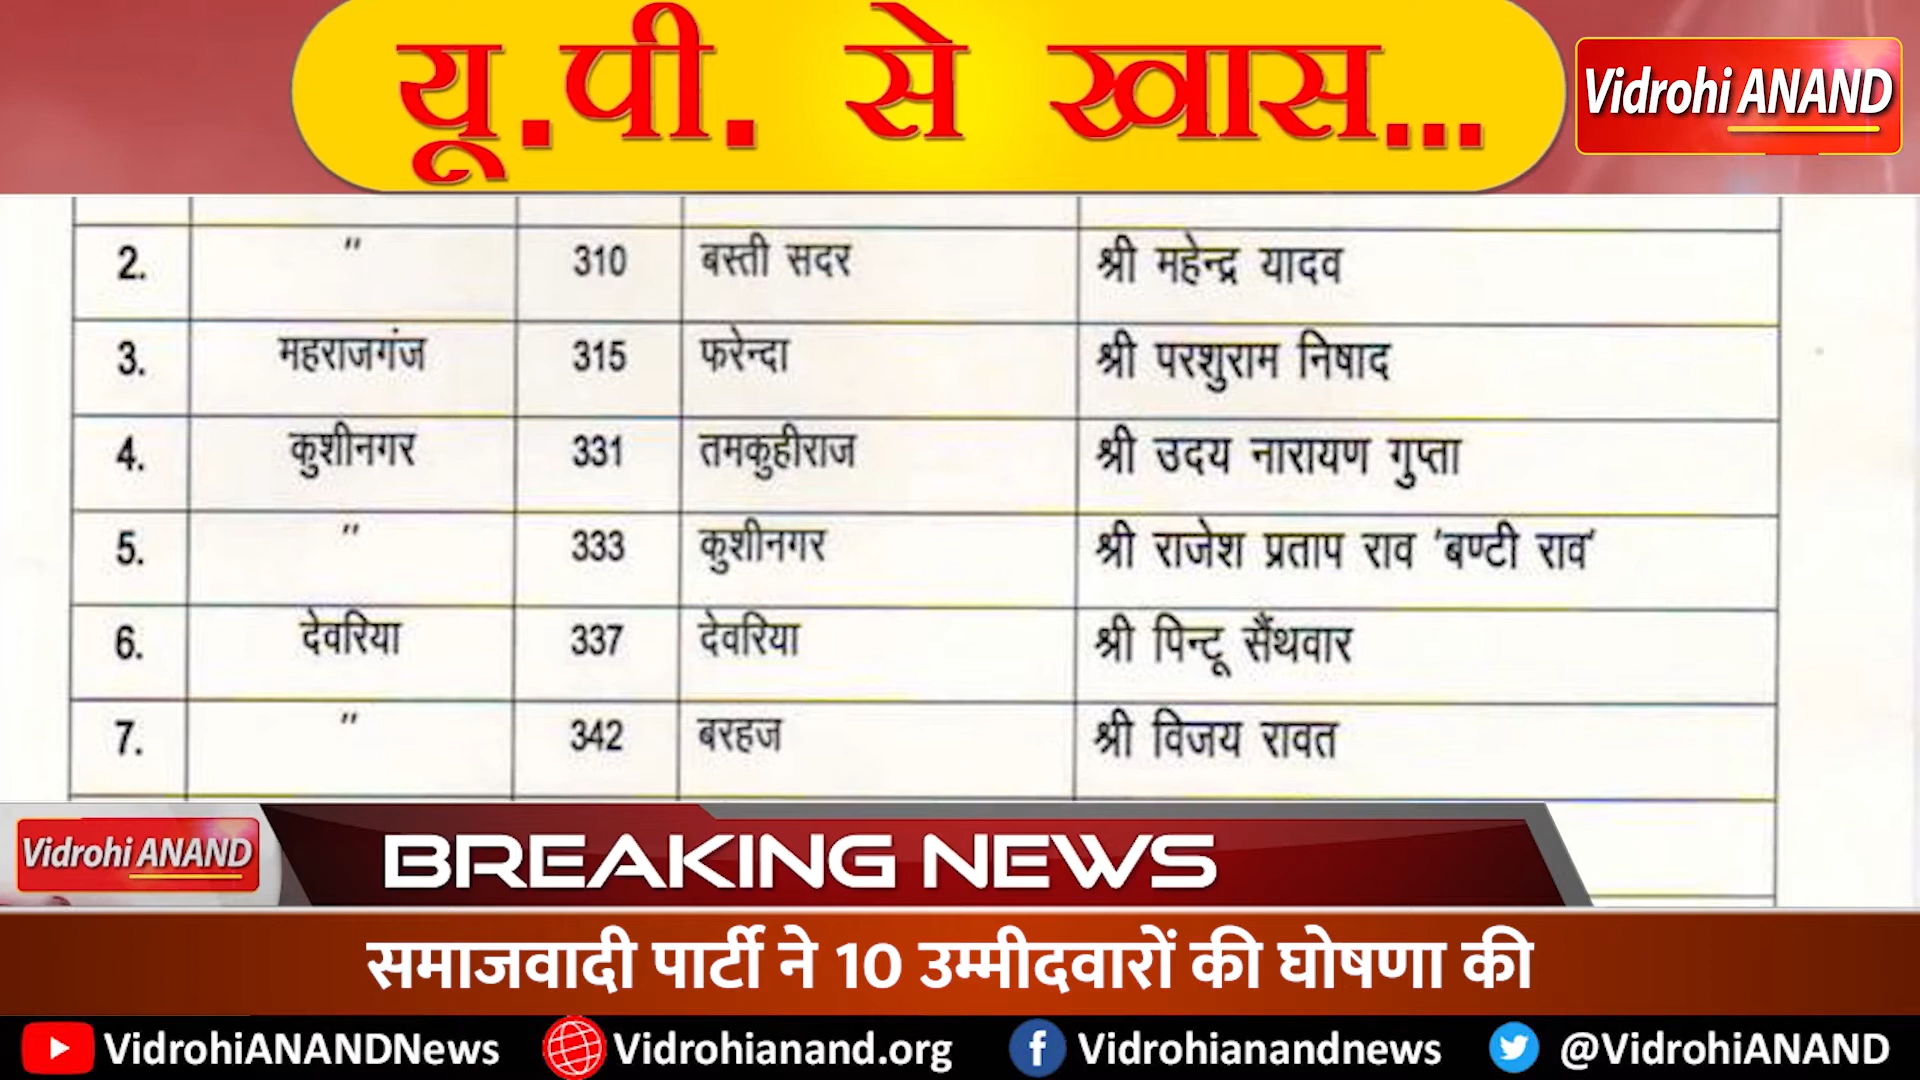 यू.पी. से खास...
Vidrohi ANAND
2. " 310 बस्ती सदर श्री महेन्द्र यादव
3. महराजगंज 315 फरेन्दा श्री परशुराम निषाद
4. कुशीनगर 331 तमकुहीराज श्री उदय नारायण गुप्ता
5. " 333 कुशीनगर श्री राजेश प्रताप राव 'बण्टी राव'
6. देवरिया 337 देवरिया श्री पिन्टू सैंथवार
7. " 342 बरहज श्री विजय रावत
Vidrohi ANAND BREAKING NEWS
समाजवादी पार्टी ने 10 उम्मीदवारों की घोषणा की
VidrohiANANDNews Vidrohianand.org Vidrohianandnews @VidrohiANAND